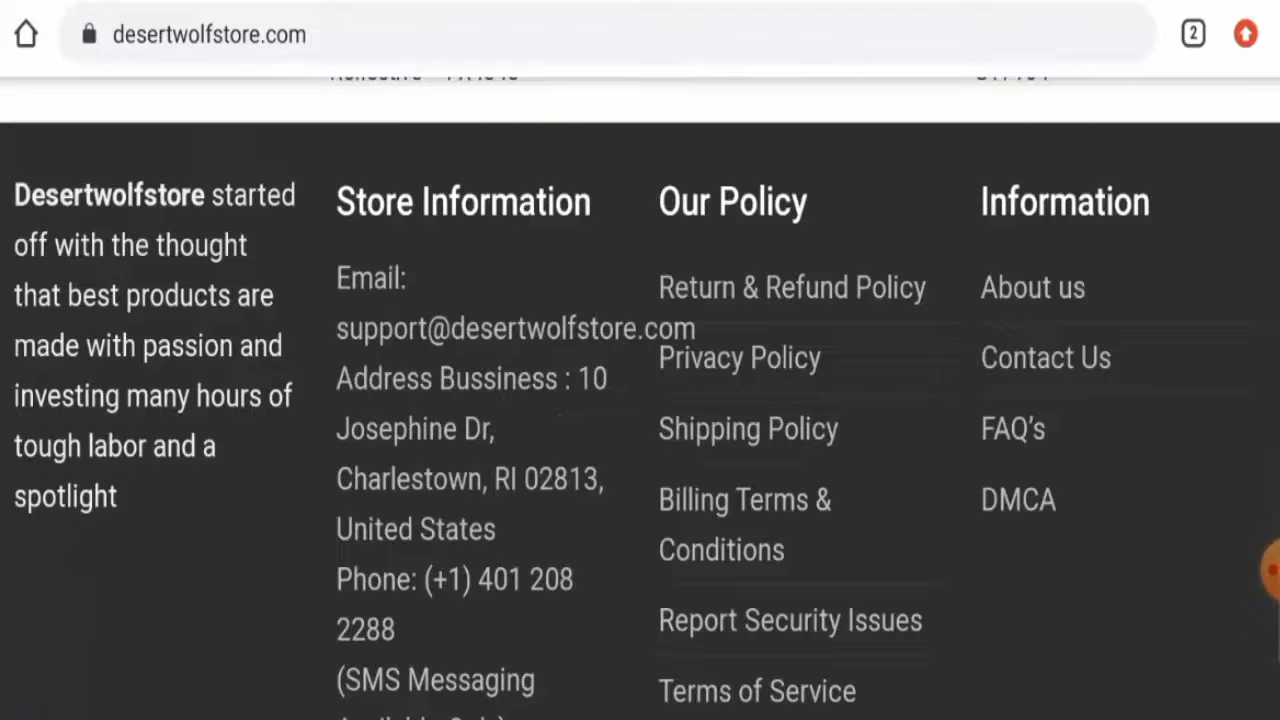 desertwolfstore.com
2
Desertwolfstore started
off with the thought
that best products are
made with passion and
investing many hours of
tough labor and a
spotlight
Store Information
Email:
support@desertwolfstore.com
Address Bussiness : 10
Josephine Dr,
Charlestown, RI 02813,
United States
Phone: (+1) 401 208
2288
(SMS Messaging
Our Policy
Return & Refund Policy
Privacy Policy
Shipping Policy
Billing Terms &
Conditions
Report Security Issues
Terms of Service
Information
About us
Contact Us
FAQ's
DMCA